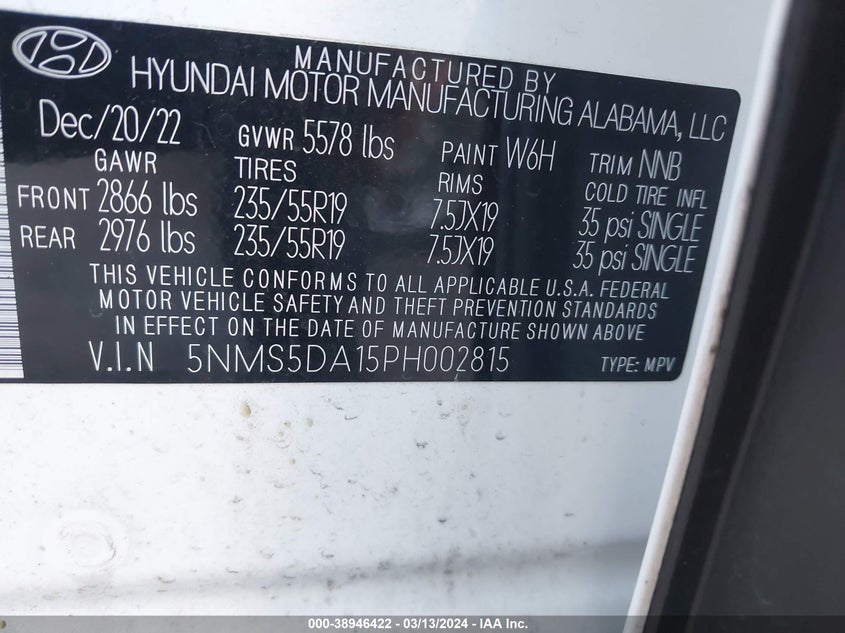 MANUFACTURED BY
HYUNDAI MOTOR MANUFACTURING ALABAMA, LLC
Dec/20/22 GVWR 5578 lbs PAINT W6H TRIM NNB
GAWR TIRES RIMS COLD TIRE INFL
FRONT 2866 lbs 235/55R19 7.5JX19 35 psi SINGLE
REAR 2976 lbs 235/55R19 7.5JX19 35 psi SINGLE
THIS VEHICLE CONFORMS TO ALL APPLICABLE U.S.A. FEDERAL
MOTOR VEHICLE SAFETY AND THEFT PREVENTION STANDARDS
IN EFFECT ON THE DATE OF MANUFACTURE SHOWN ABOVE
V.I.N 5NMS5DA15PH002815 TYPE: MPV
000-38946422 - 03/13/2024 - IAA Inc.